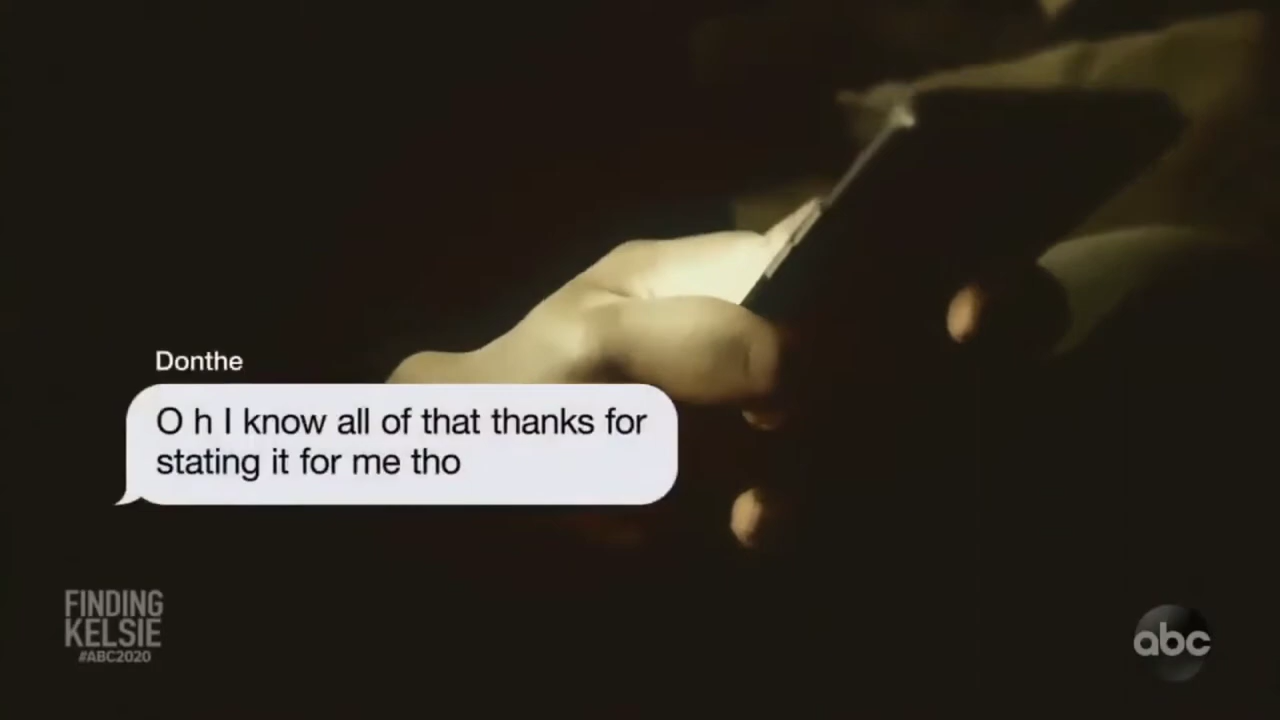 Donthe
O h I know all of that thanks for
stating it for me tho
FINDING
KELSIE
#ABC2020
abc